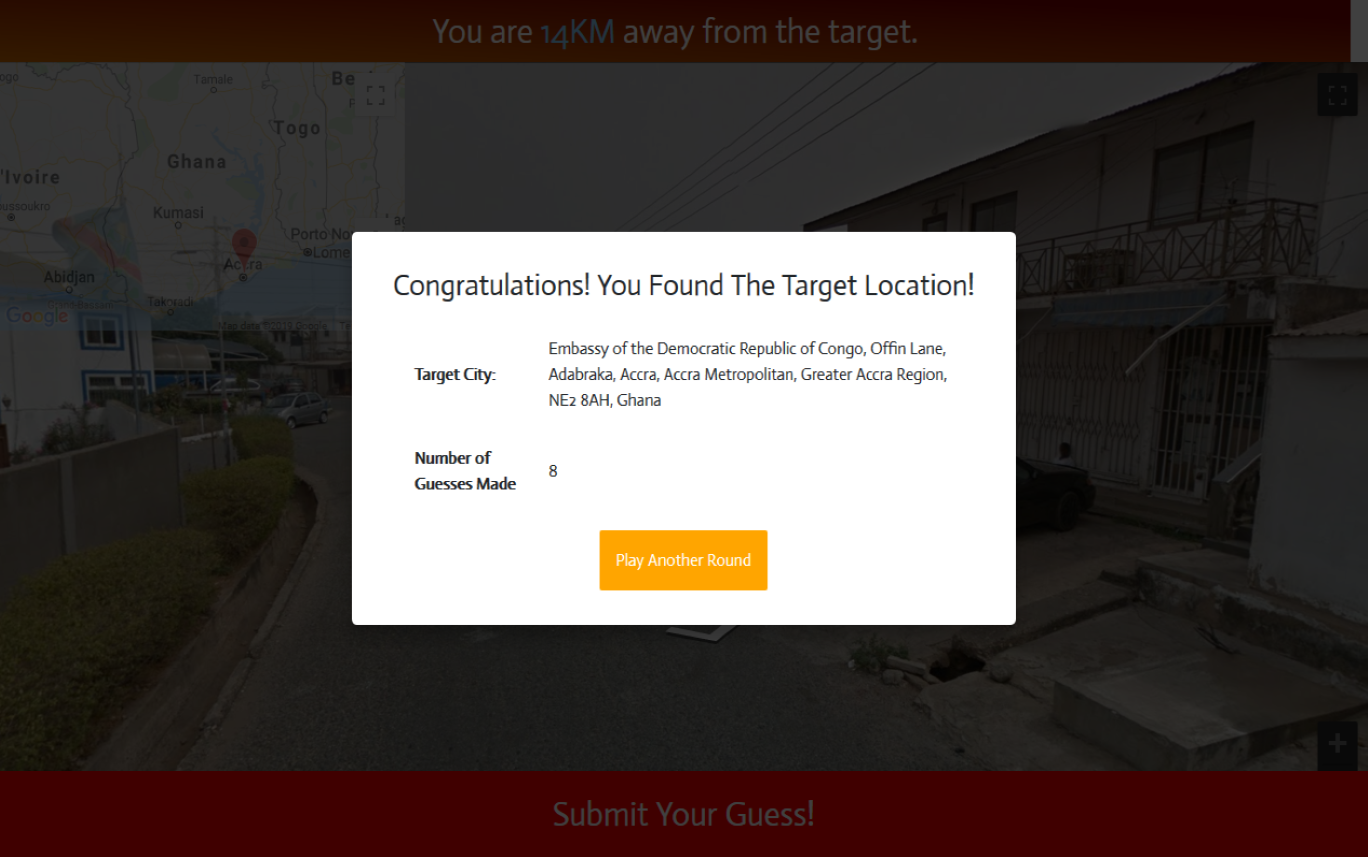 You are 14KM away from the target.
Tamale
Togo
Ghana
'Ivoire
Kumasi
Porto No
Lome
Accra
Abidjan
Takoradi
Google
Congratulations! You Found The Target Location!
Target City:
Embassy of the Democratic Republic of Congo, Offin Lane,
Adabraka, Accra, Accra Metropolitan, Greater Accra Region,
NE2 8AH, Ghana
Number of
Guesses Made
8
Play Another Round
Submit Your Guess!